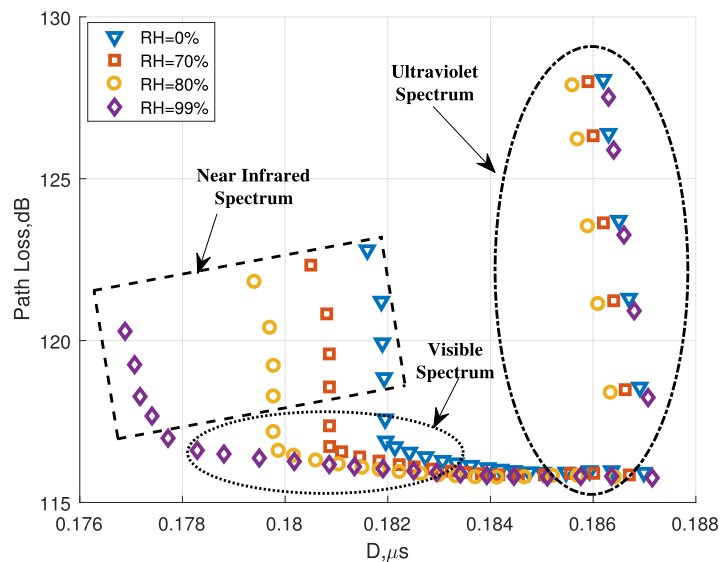 RH=0%
RH=70%
RH=80%
RH=99%
Ultraviolet
Spectrum
Near Infrared
Spectrum
Visible
Spectrum
Path Loss,dB
135
130
125
120
115
0.176
0.178
0.18
0.182
0.184
0.186
0.188
D,μs